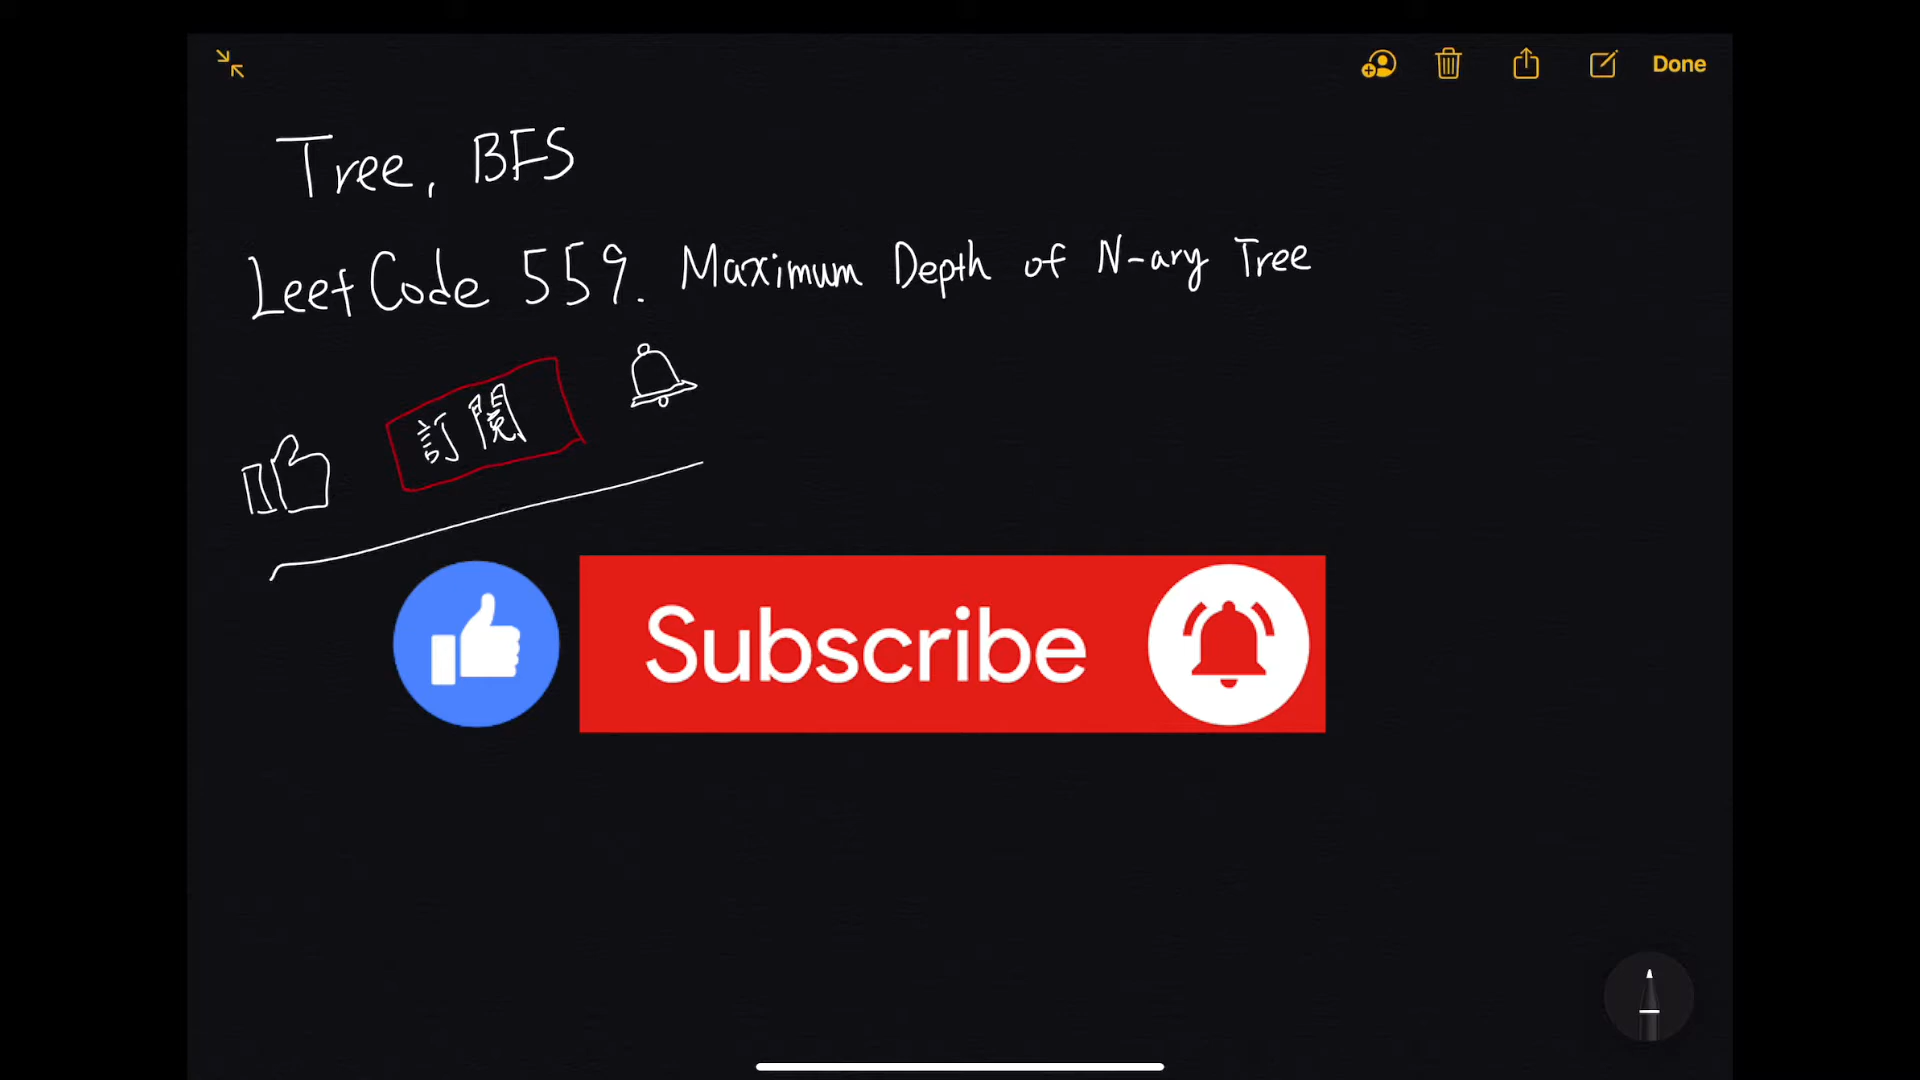 Done
Tree, BFS
LeetCode 559. Maximum Depth of N-ary Tree
訂閱
Subscribe